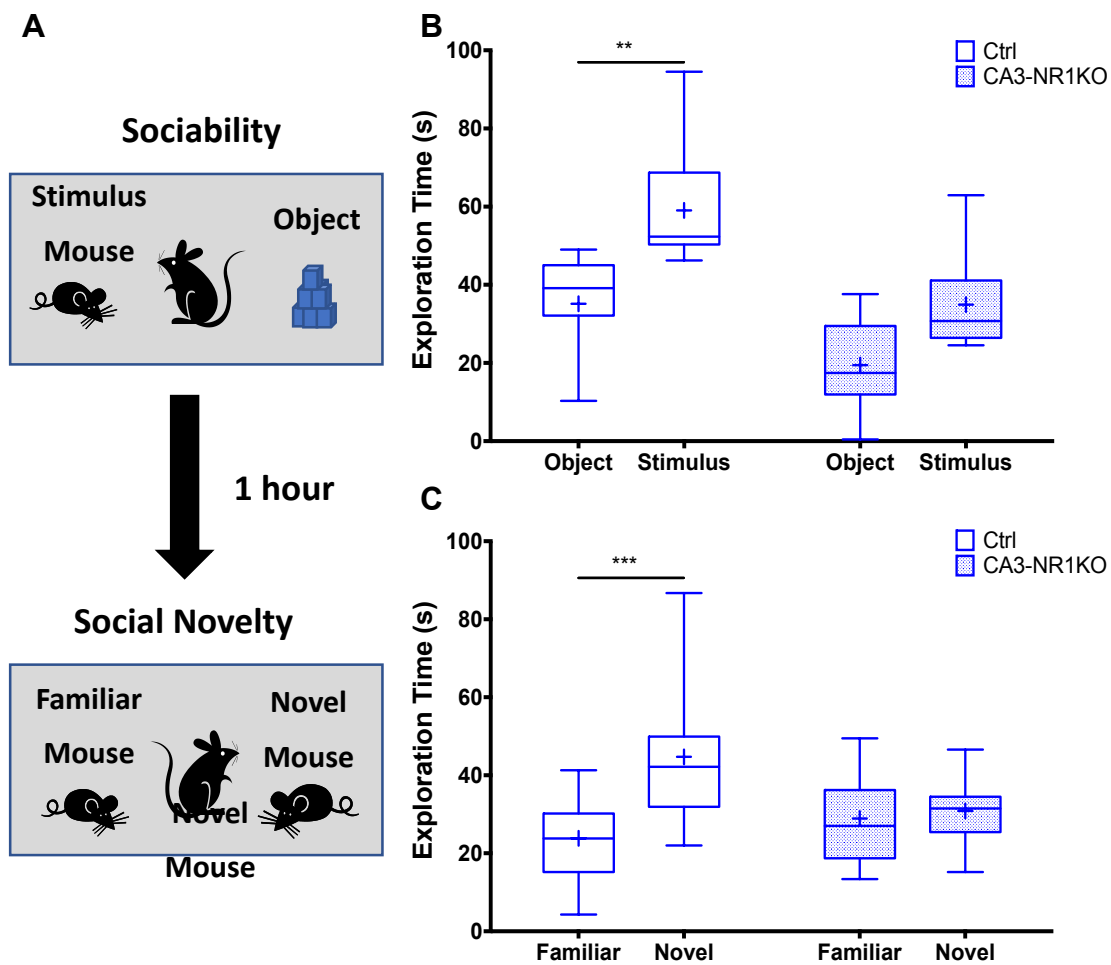 A
Sociability
Stimulus
Mouse
Object
1 hour
Social Novelty
Familiar
Mouse
Novel
Mouse
Novel
Mouse
B
Exploration Time (s)
100
80
60
40
20
0
**
Ctrl
CA3-NR1KO
Object Stimulus Object Stimulus
C
Exploration Time (s)
100
80
60
40
20
0
***
Ctrl
CA3-NR1KO
Familiar Novel Familiar Novel